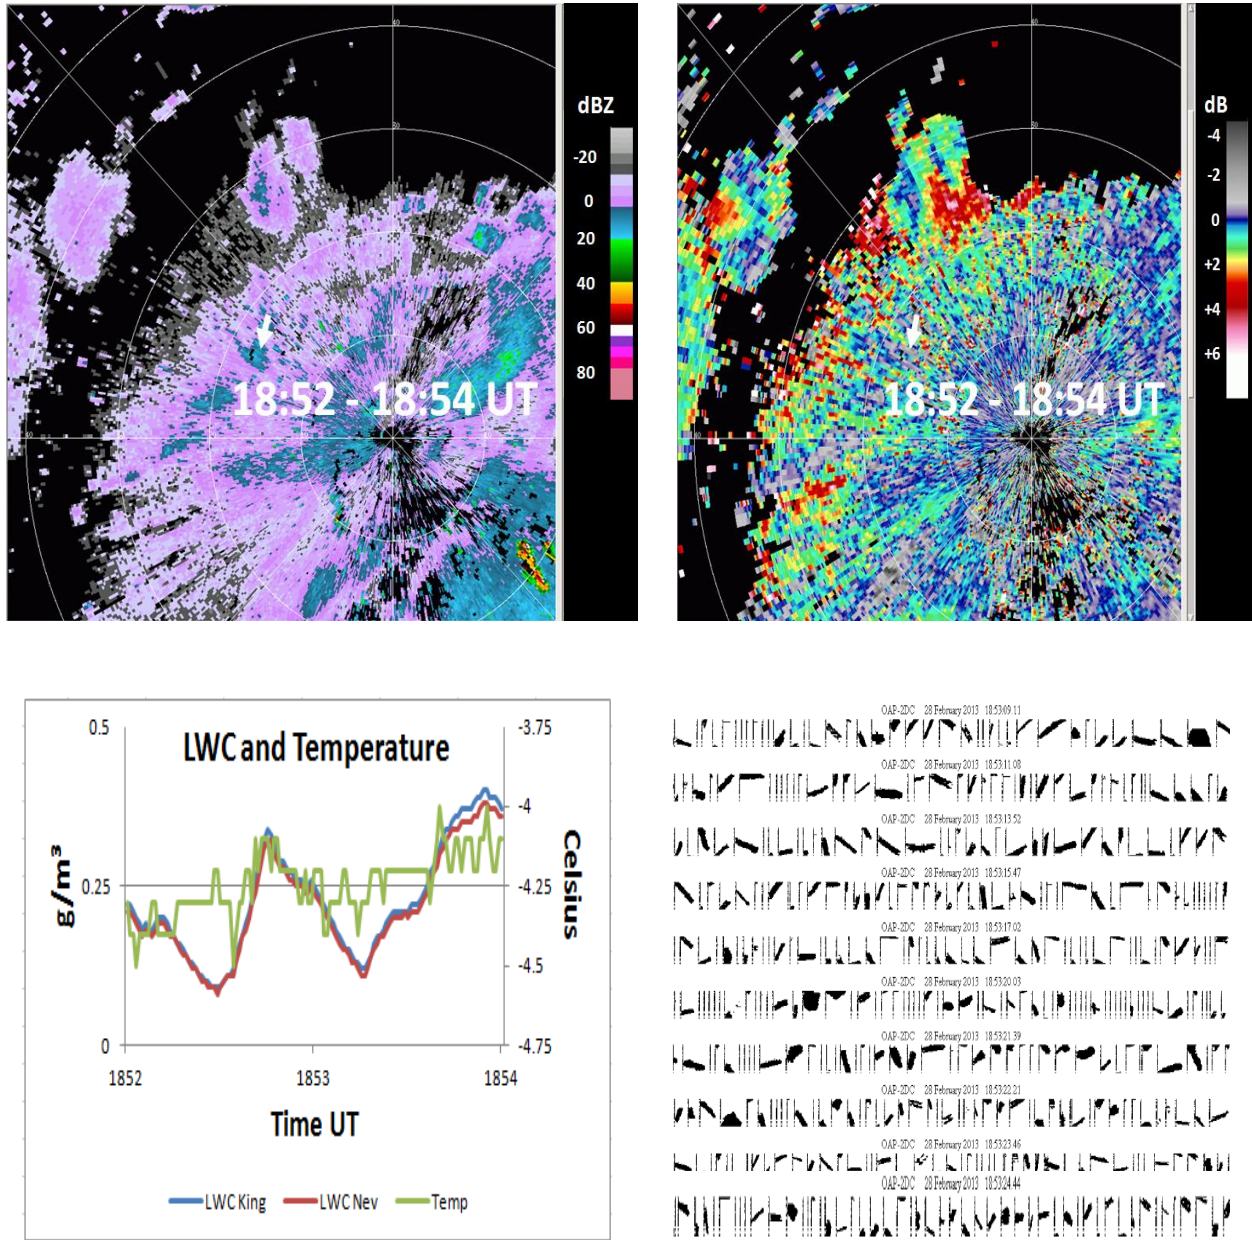 dBZ
-20
0
20
40
60
80
18:52 - 18:54 UT
dB
-4
-2
0
+2
+4
+6
18:52 - 18:54 UT
LWC and Temperature
0.5
0.25
0
g/m³
-3.75
-4
-4.25
-4.5
-4.75
Celsius
1852
1853
1854
Time UT
LWC King
LWC Nev
Temp
OAP-2DC 28 February 2013 18:53:09.11
OAP-2DC 28 February 2013 18:53:11.08
OAP-2DC 28 February 2013 18:53:13.52
OAP-2DC 28 February 2013 18:53:15.47
OAP-2DC 28 February 2013 18:53:17.02
OAP-2DC 28 February 2013 18:53:20.03
OAP-2DC 28 February 2013 18:53:21.39
OAP-2DC 28 February 2013 18:53:22.21
OAP-2DC 28 February 2013 18:53:23.46
OAP-2DC 28 February 2013 18:53:24.44